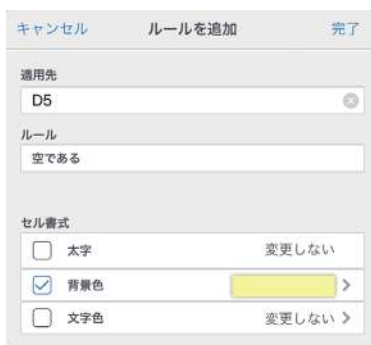 キャンセル ルールを追加 完了
適用先
D5
ルール
空である
セル書式
太字 変更しない
背景色
文字色 変更しない